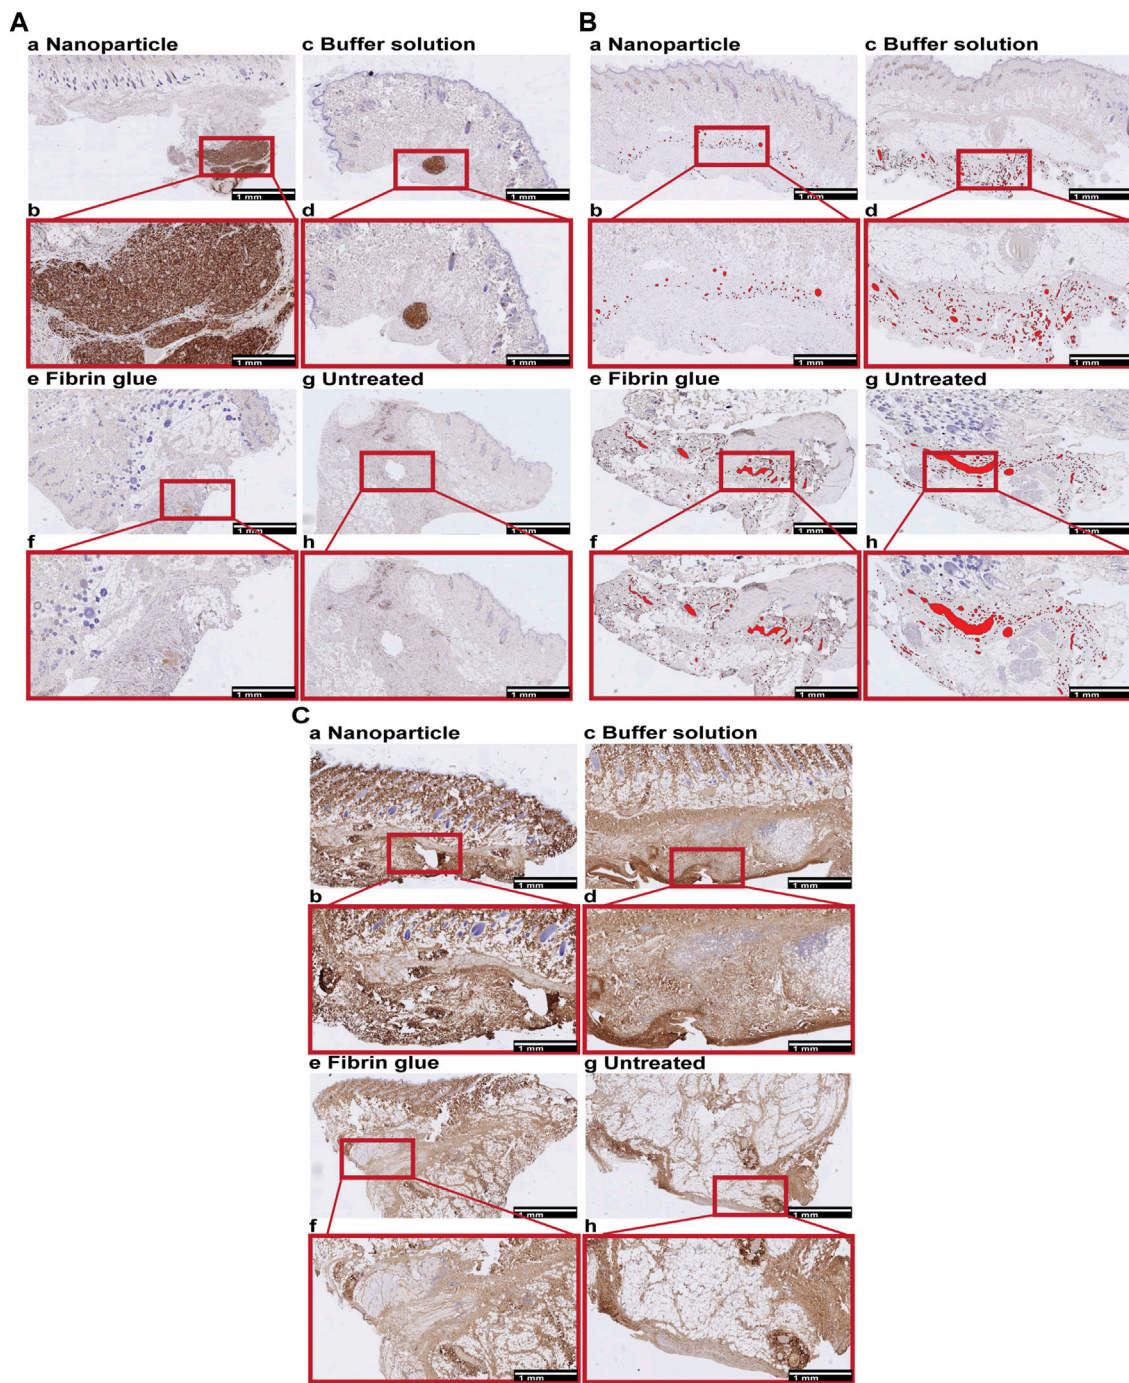 A
B
a Nanoparticle
c Buffer solution
a Nanoparticle
c Buffer solution
1 mm
1 mm
1 mm
1 mm
b
d
b
d
1 mm
1 mm
1 mm
1 mm
e Fibrin glue
g Untreated
e Fibrin glue
g Untreated
1 mm
1 mm
1 mm
1 mm
f
h
f
h
1 mm
1 mm
1 mm
1 mm
C
a Nanoparticle
c Buffer solution
1 mm
1 mm
b
d
1 mm
1 mm
e Fibrin glue
g Untreated
1 mm
1 mm
f
h
1 mm
1 mm